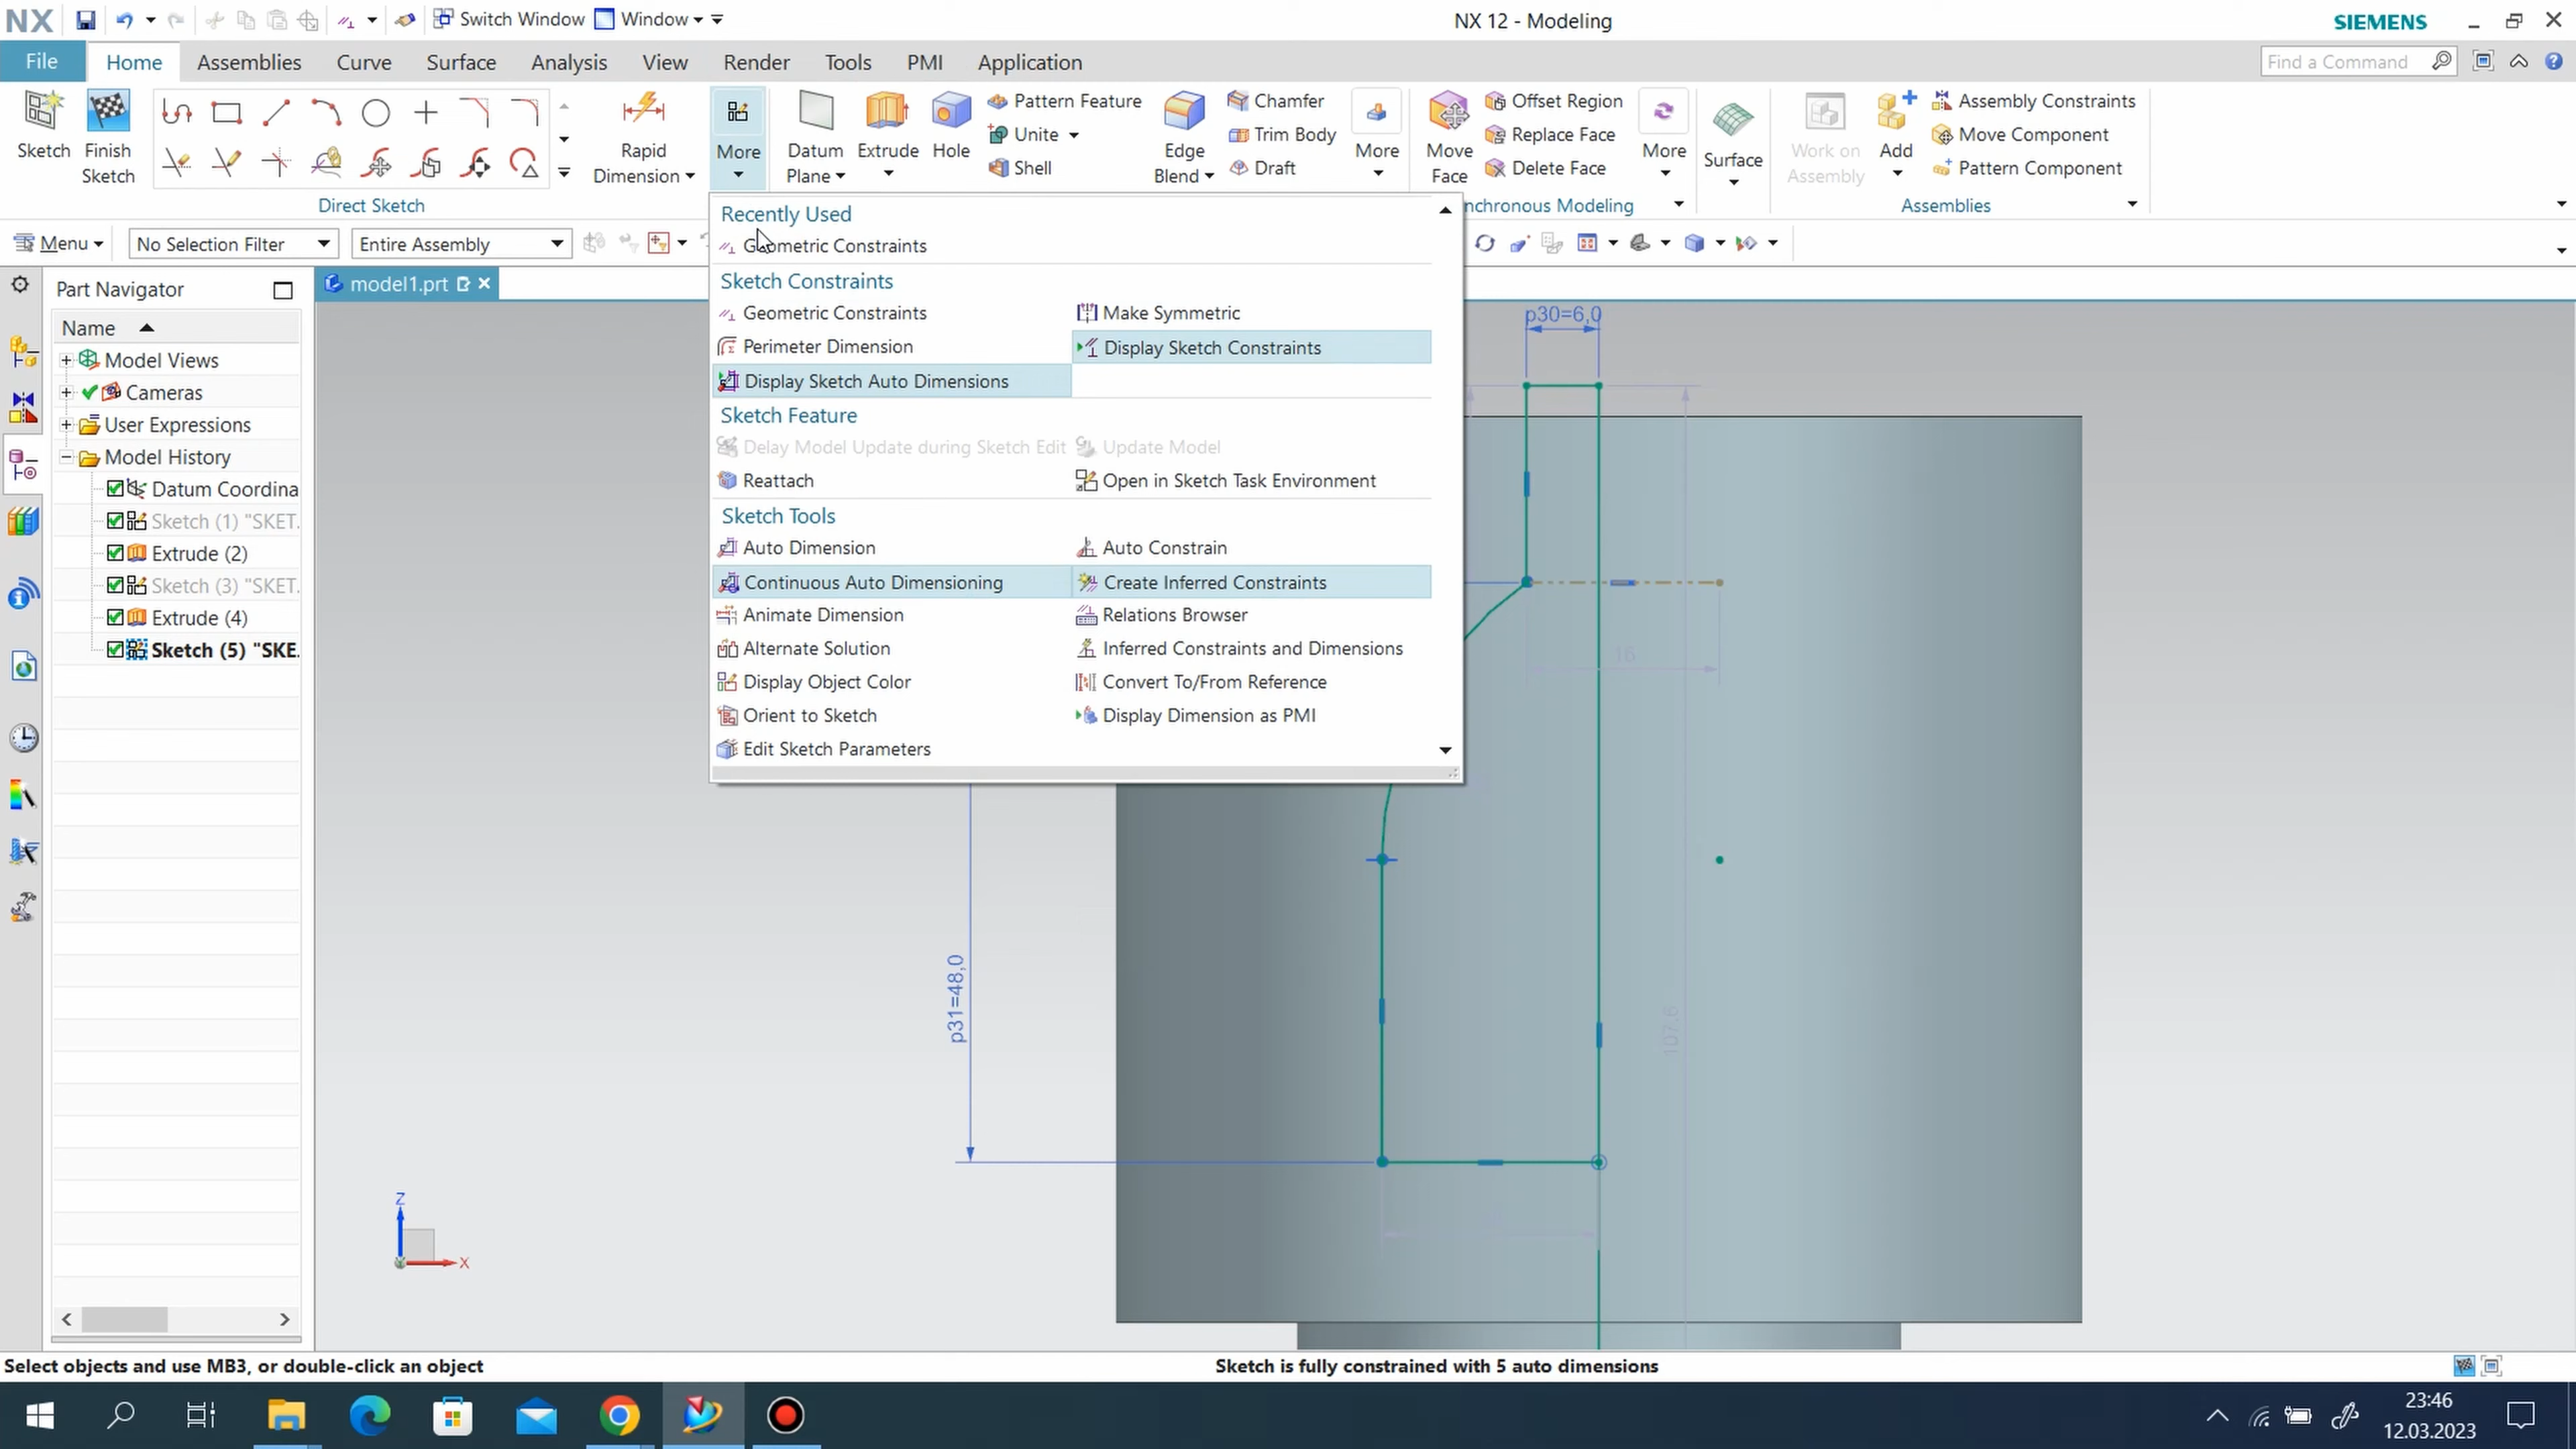 NX Switch Window Window NX 12 - Modeling SIEMENS
File Home Assemblies Curve Surface Analysis View Render Tools PMI Application Find a Command
Sketch Finish Sketch Rapid Dimension More Datum Plane Extrude Hole Pattern Feature Unite Shell Edge Blend Chamfer Trim Body Draft More Move Face Offset Region Replace Face Delete Face More Surface Work on Assembly Add Assembly Constraints Move Component Pattern Component
Direct Sketch nchronous Modeling Assemblies
Menu No Selection Filter Entire Assembly
Recently Used
Geometric Constraints
Sketch Constraints
Geometric Constraints Make Symmetric
Perimeter Dimension Display Sketch Constraints
Display Sketch Auto Dimensions
Sketch Feature
Delay Model Update during Sketch Edit Update Model
Reattach Open in Sketch Task Environment
Sketch Tools
Auto Dimension Auto Constrain
Continuous Auto Dimensioning Create Inferred Constraints
Animate Dimension Relations Browser
Alternate Solution Inferred Constraints and Dimensions
Display Object Color Convert To/From Reference
Orient to Sketch Display Dimension as PMI
Edit Sketch Parameters
Part Navigator
Name
Model Views
Cameras
User Expressions
Model History
Datum Coordina
Sketch (1) "SKET.
Extrude (2)
Sketch (3) "SKET.
Extrude (4)
Sketch (5) "SKE.
model1.prt
p30=6,0
16
107,6
p31=48,0
Z
X
Select objects and use MB3, or double-click an object Sketch is fully constrained with 5 auto dimensions
23:46
12.03.2023